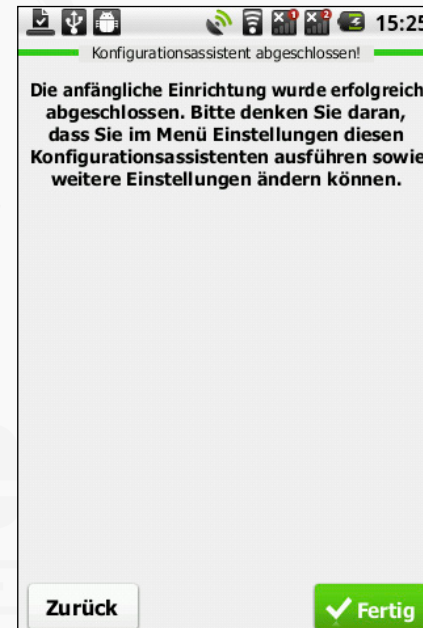 15:25
Konfigurationsassistent abgeschlossen!
Die anfängliche Einrichtung wurde erfolgreich
abgeschlossen. Bitte denken Sie daran,
dass Sie im Menü Einstellungen diesen
Konfigurationsassistenten ausführen sowie
weitere Einstellungen ändern können.
Zurück
Fertig